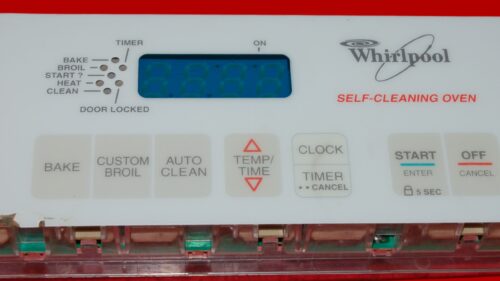 BAKE
TIMER
ON
BROIL
START ?
HEAT
CLEAN
DOOR LOCKED
Whirlpool
SELF-CLEANING OVEN
BAKE
CUSTOM
BROIL
AUTO
CLEAN
TEMP/
TIME
CLOCK
TIMER
•• CANCEL
START
ENTER
5 SEC
OFF
CANCEL